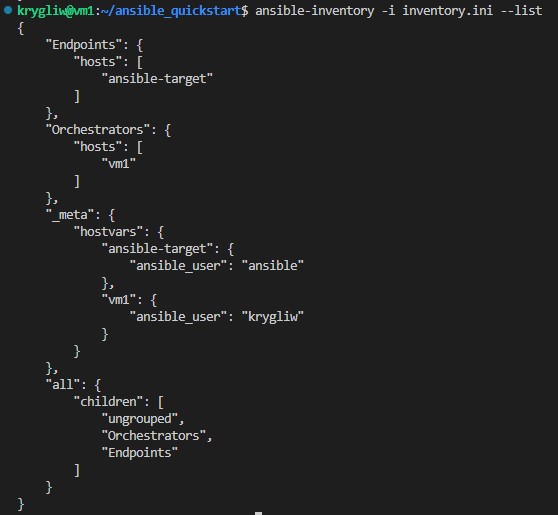 krygliw@vm1:~/ansible_quickstart$ ansible-inventory -i inventory.ini --list
{
    "Endpoints": {
        "hosts": [
            "ansible-target"
        ]
    },
    "Orchestrators": {
        "hosts": [
            "vm1"
        ]
    },
    "_meta": {
        "hostvars": {
            "ansible-target": {
                "ansible_user": "ansible"
            },
            "vm1": {
                "ansible_user": "krygliw"
            }
        }
    },
    "all": {
        "children": [
            "ungrouped",
            "Orchestrators",
            "Endpoints"
        ]
    }
}